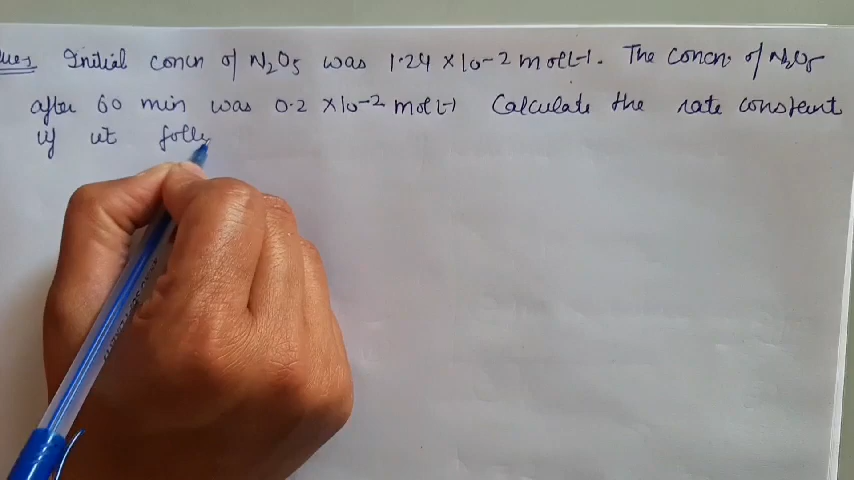 Ques Initial concn of N2O5 was 1.24 × 10-2 mol L-1. The concn. of N2O5
after 60 min was 0.2 × 10-2 mol L-1 Calculate the rate constant
if it follo